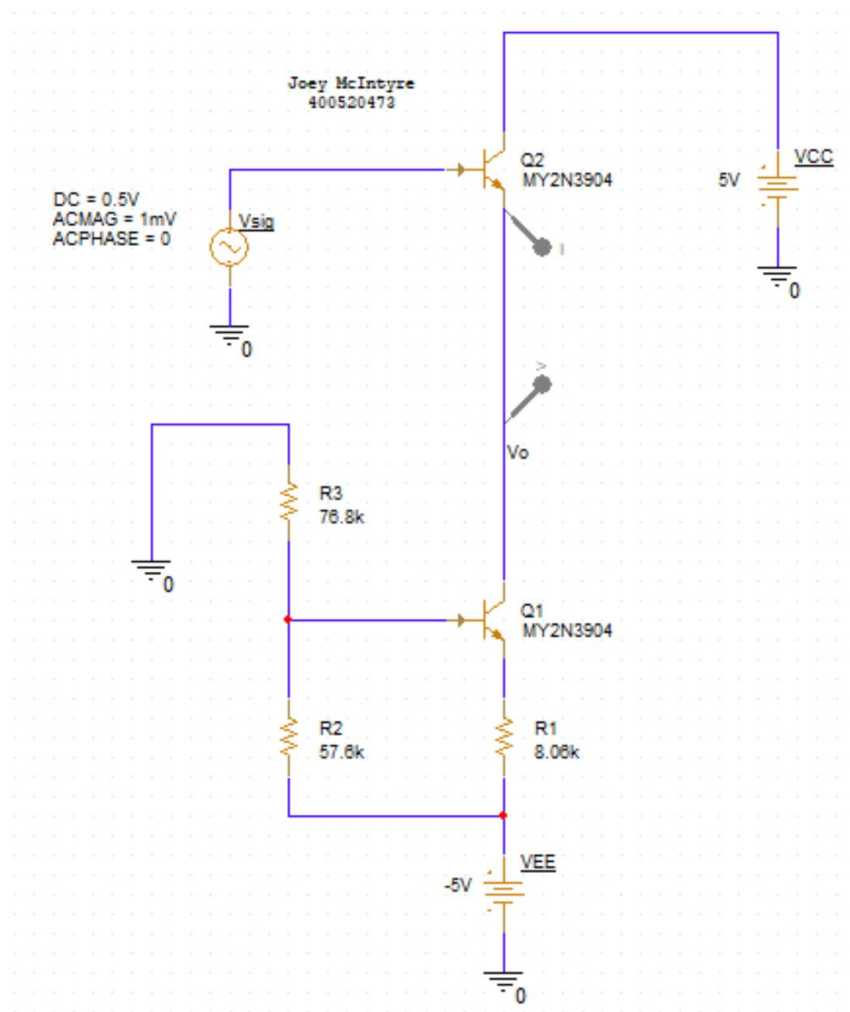 Joey McIntyre
400520473
Q2
MY2N3904
VCC
5V
DC = 0.5V
ACMAG = 1mV
ACPHASE = 0
Vsig
0
0
I
V
Vo
R3
76.8k
0
Q1
MY2N3904
R2
57.6k
R1
8.06k
VEE
-5V
0